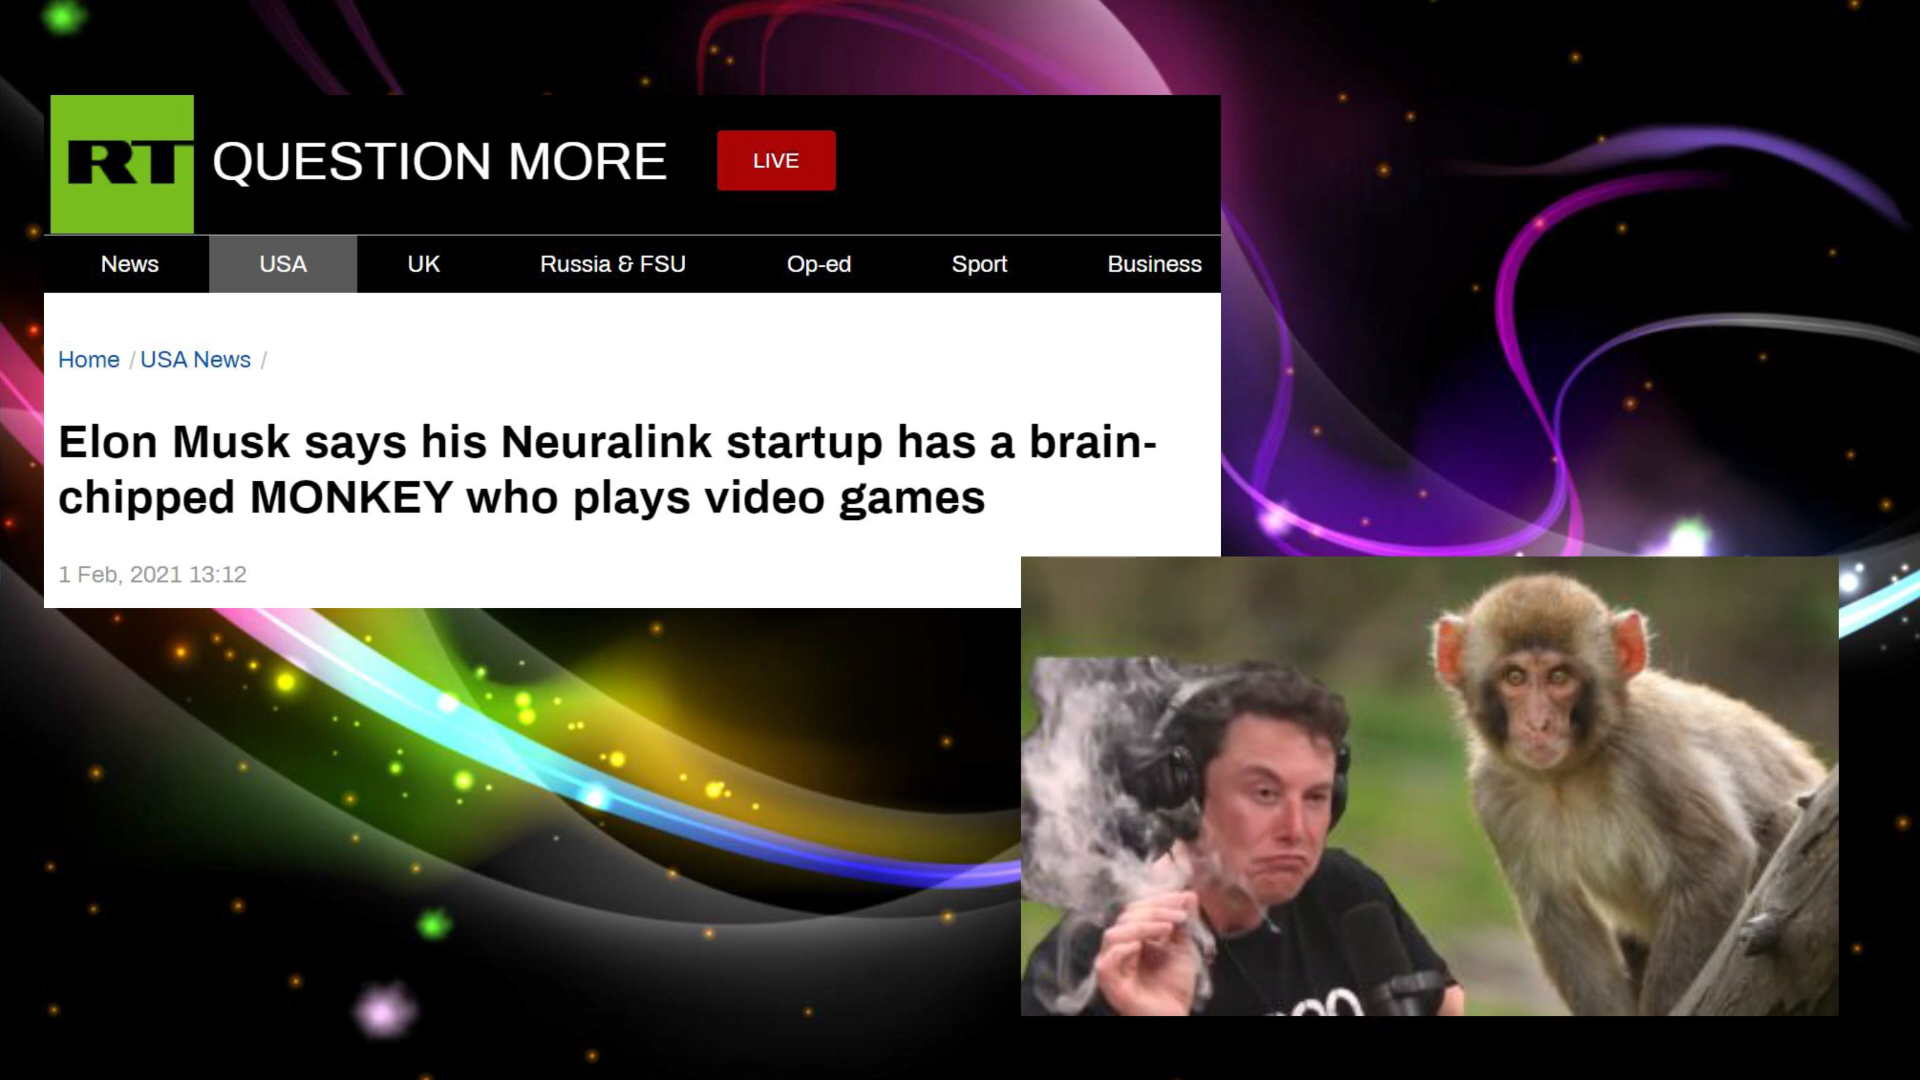 RT QUESTION MORE LIVE
News USA UK Russia & FSU Op-ed Sport Business
Home / USA News /
Elon Musk says his Neuralink startup has a brain-
chipped MONKEY who plays video games
1 Feb, 2021 13:12